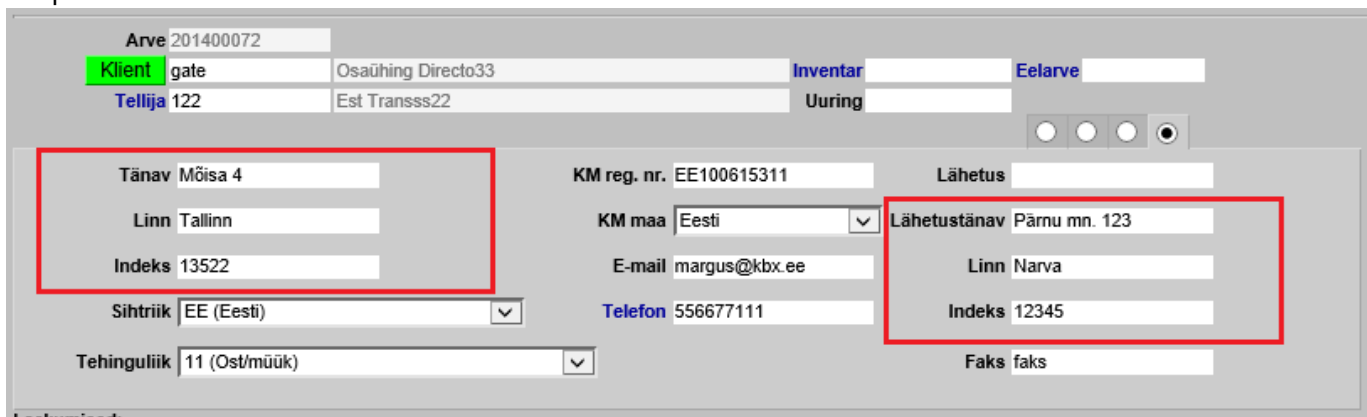 Arve 201400072
Klient gate Osaühing Directo33 Inventar Eelarve
Tellija 122 Est Transss22 Uuring
Tänav Mõisa 4 KM reg. nr. EE100615311 Lähetus
Linn Tallinn KM maa Eesti Lähetustänav Pärnu mn. 123
Indeks 13522 E-mail margus@kbx.ee Linn Narva
Sihtriik EE (Eesti) Telefon 556677111 Indeks 12345
Tehinguliik 11 (Ost/müük) Faks faks